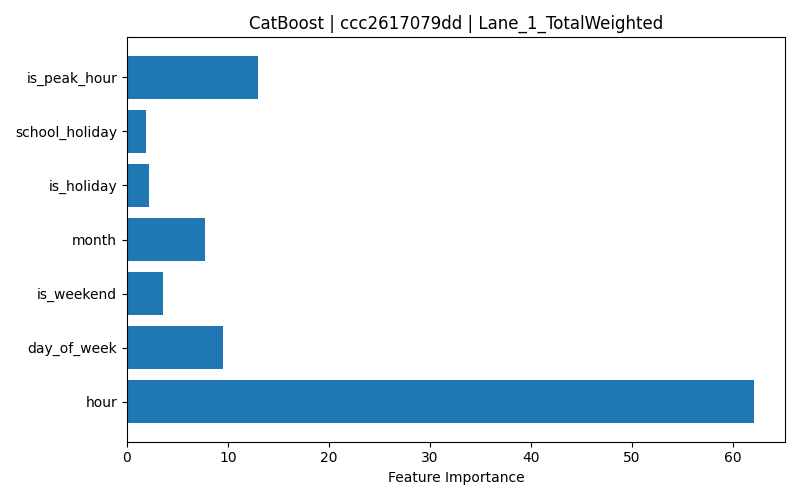 CatBoost | ccc2617079dd | Lane_1_TotalWeighted
is_peak_hour
school_holiday
is_holiday
month
is_weekend
day_of_week
hour
0 10 20 30 40 50 60
Feature Importance